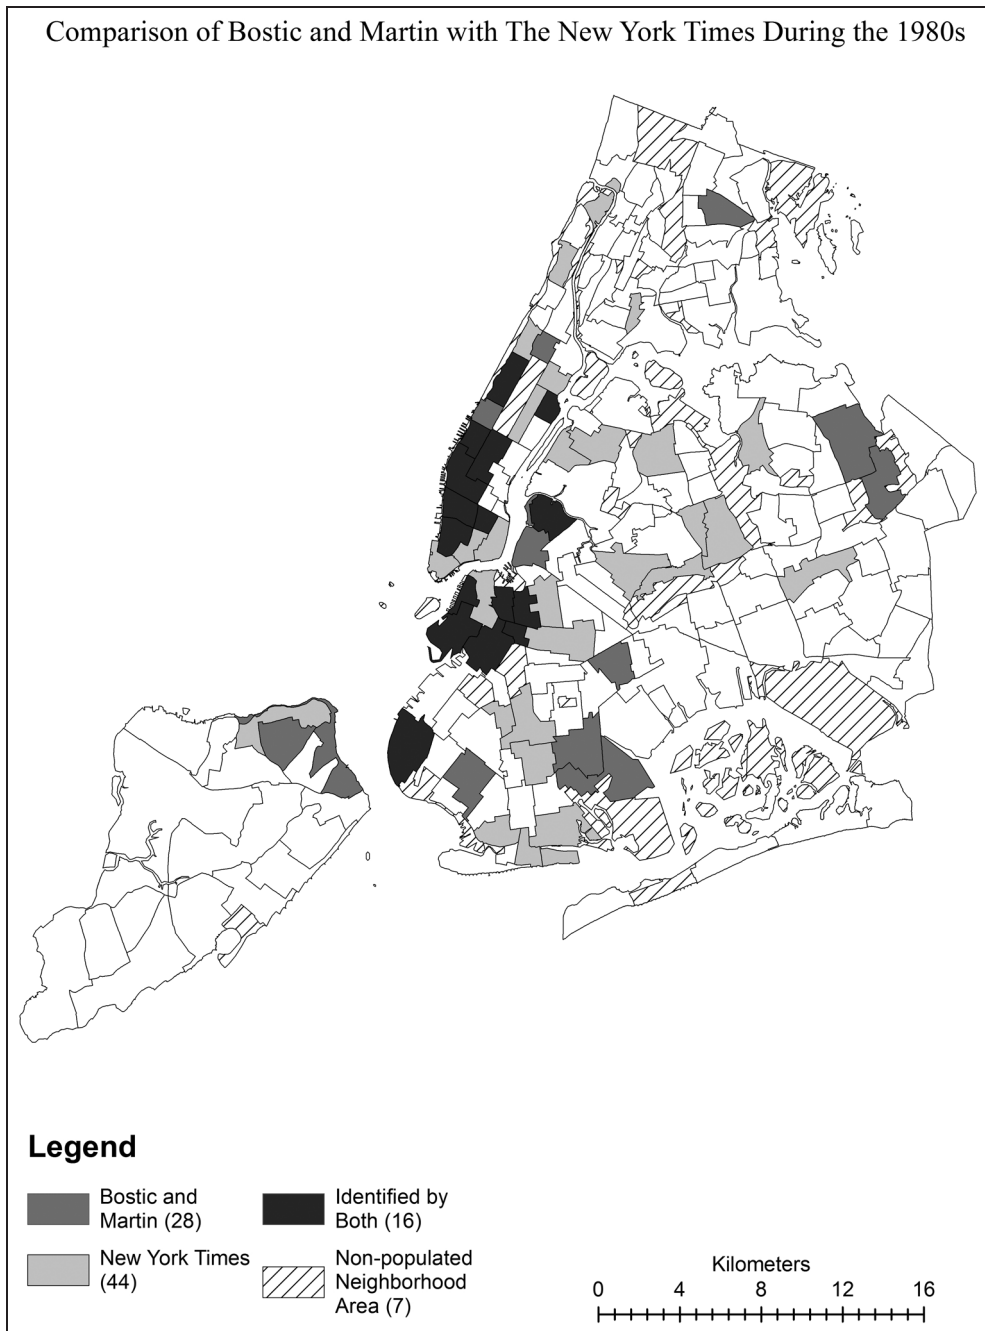 Comparison of Bostic and Martin with The New York Times During the 1980s
Legend
Bostic and
Martin (28)
New York Times
(44)
Identified by
Both (16)
Non-populated
Neighborhood
Area (7)
Kilometers
0 4 8 12 16